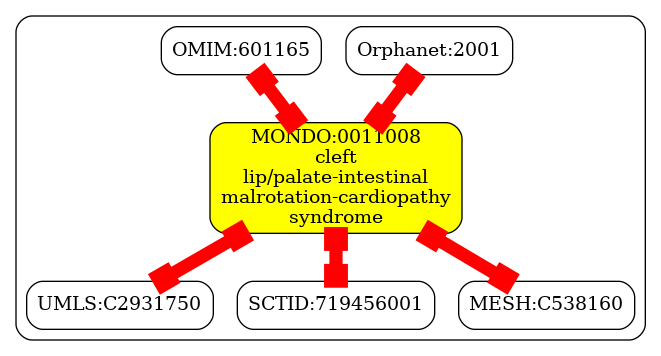 OMIM:601165
Orphanet:2001
MONDO:0011008
cleft
lip/palate-intestinal
malrotation-cardiopathy
syndrome
UMLS:C2931750
SCTID:719456001
MESH:C538160